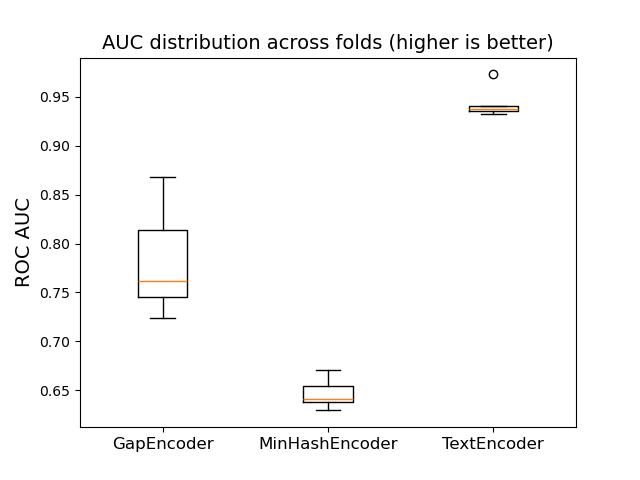 AUC distribution across folds (higher is better)
ROC AUC
0.95
0.90
0.85
0.80
0.75
0.70
0.65
GapEncoder MinHashEncoder TextEncoder